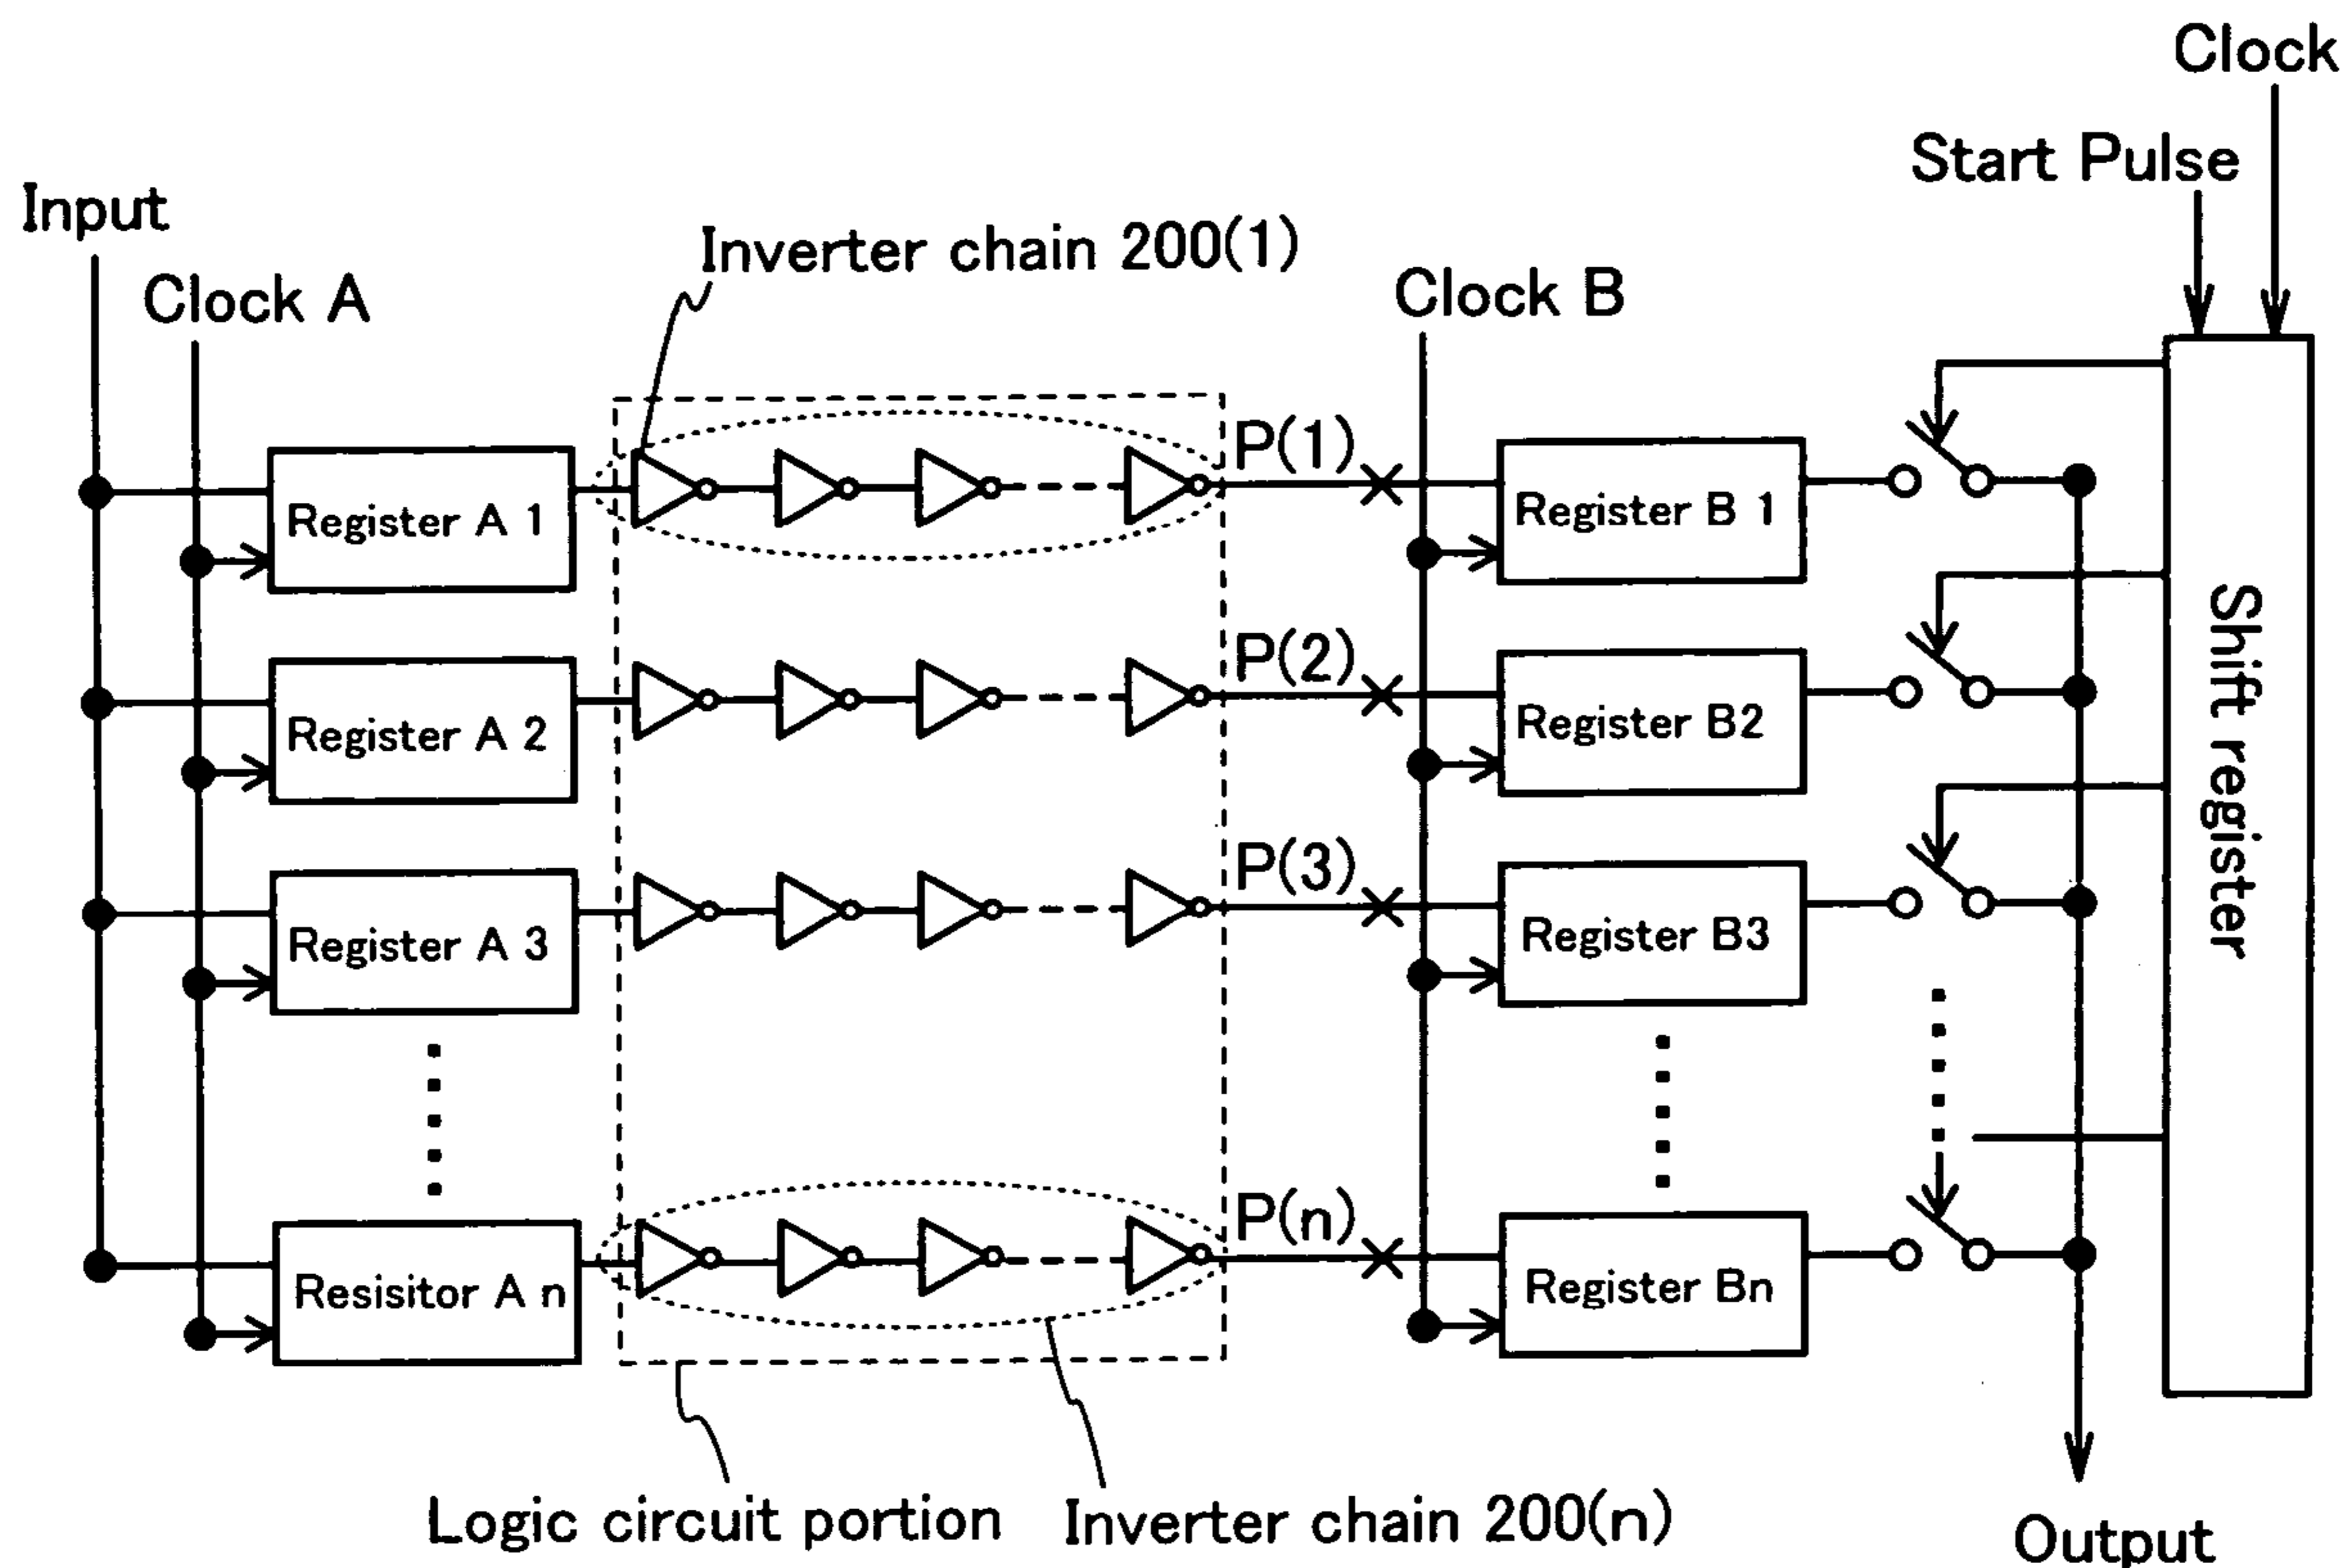 Clock
Start Pulse
Input
Inverter chain 200(1)
Clock A
Clock B
P(1)
Register A 1
Register B 1
P(2)
Register A 2
Register B2
Shift register
P(3)
Register A 3
Register B3
P(n)
Resisitor A n
Register Bn
Logic circuit portion
Inverter chain 200(n)
Output